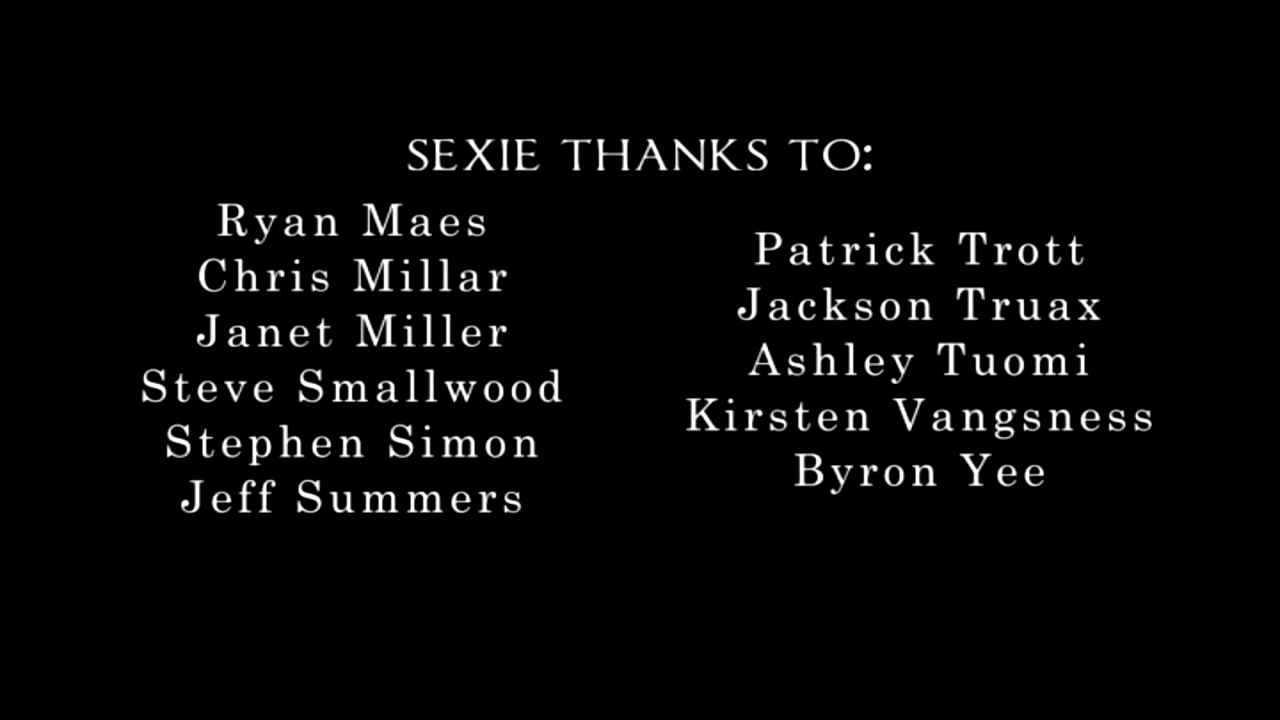 SEXIE THANKS TO:
Ryan Maes
Chris Millar
Janet Miller
Steve Smallwood
Stephen Simon
Jeff Summers
Patrick Trott
Jackson Truax
Ashley Tuomi
Kirsten Vangsness
Byron Yee